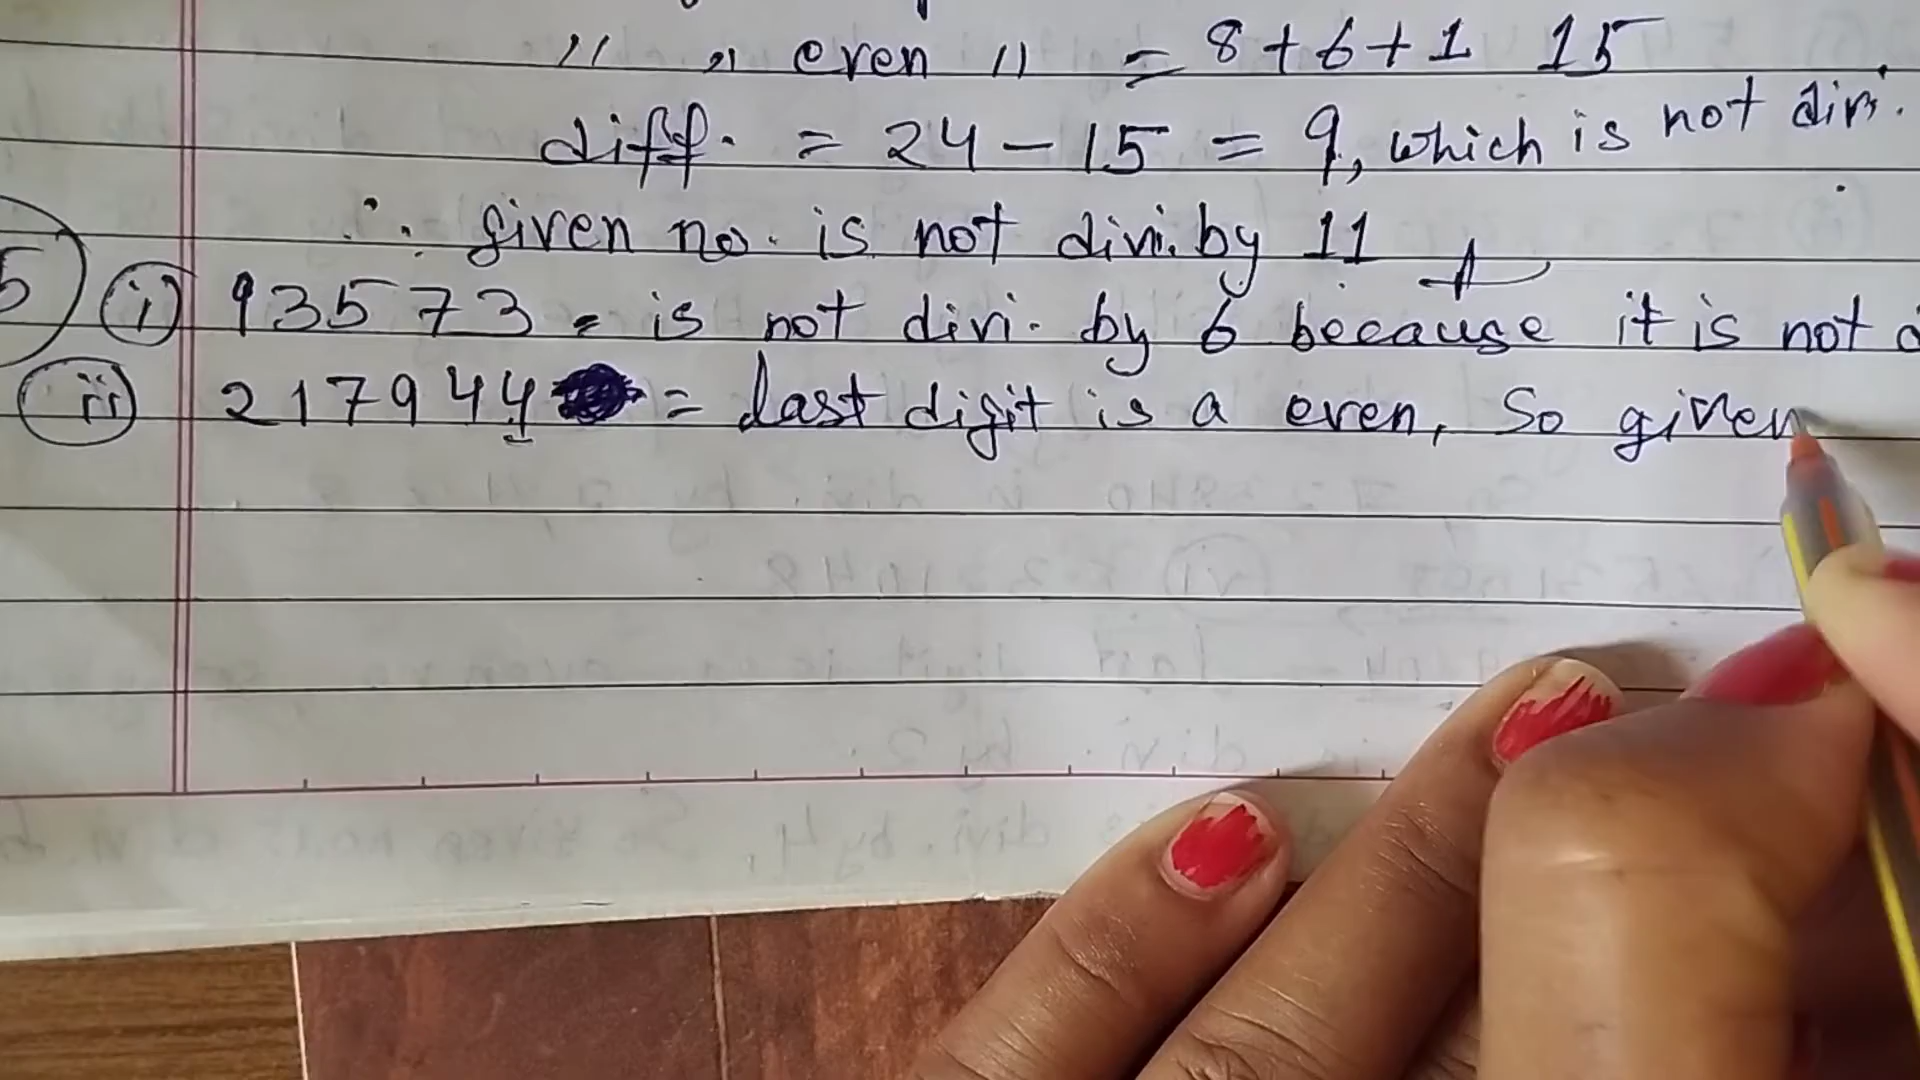 〃 〃 even 〃 = 8+6+1 15
diff. = 24 - 15 = 9, which is not divi.
∴ given no. is not divi. by 11
5 (i) 93573 = is not divi. by 6 because it is not
(ii) 217944 = last digit is a even, So given